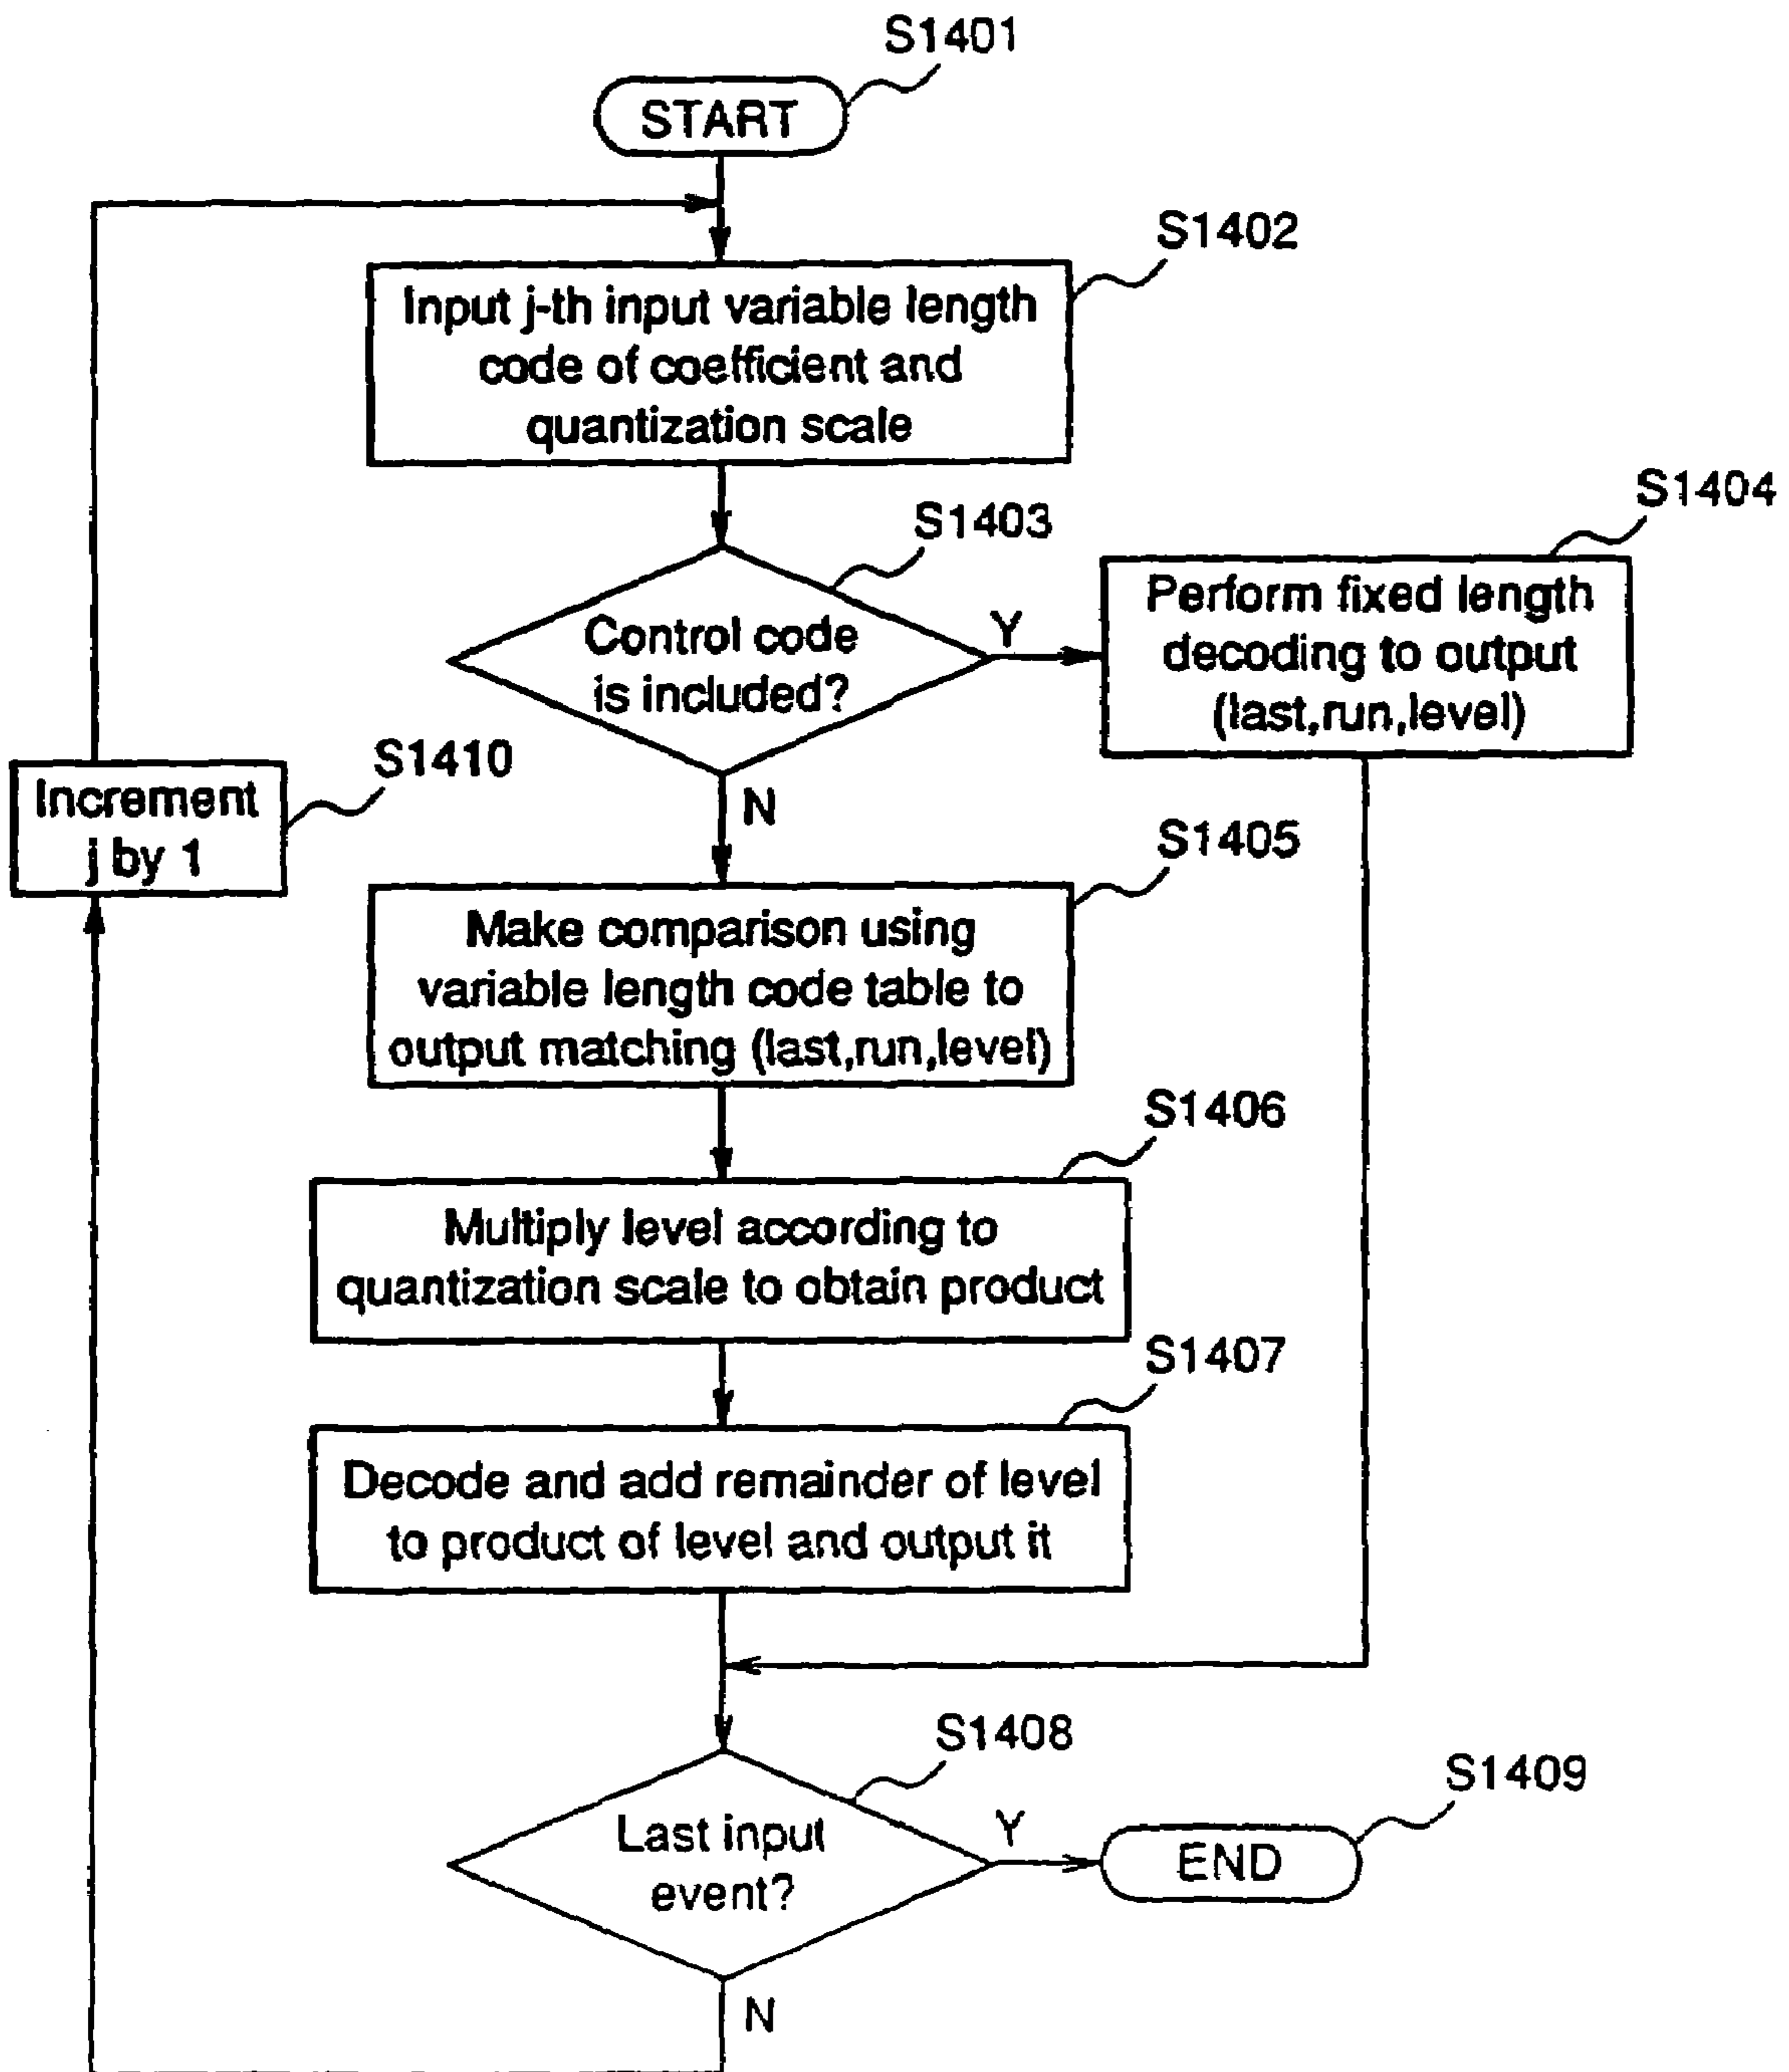 S1401
START
S1402
Input j-th input variable length
code of coefficient and
quantization scale
S1403
Control code
is included?
Y
N
S1404
Perform fixed length
decoding to output
(last,run,level)
S1410
Increment
j by 1
S1405
Make comparison using
variable length code table to
output matching (last,run,level)
S1406
Multiply level according to
quantization scale to obtain product
S1407
Decode and add remainder of level
to product of level and output it
S1408
Last input
event?
Y
N
S1409
END